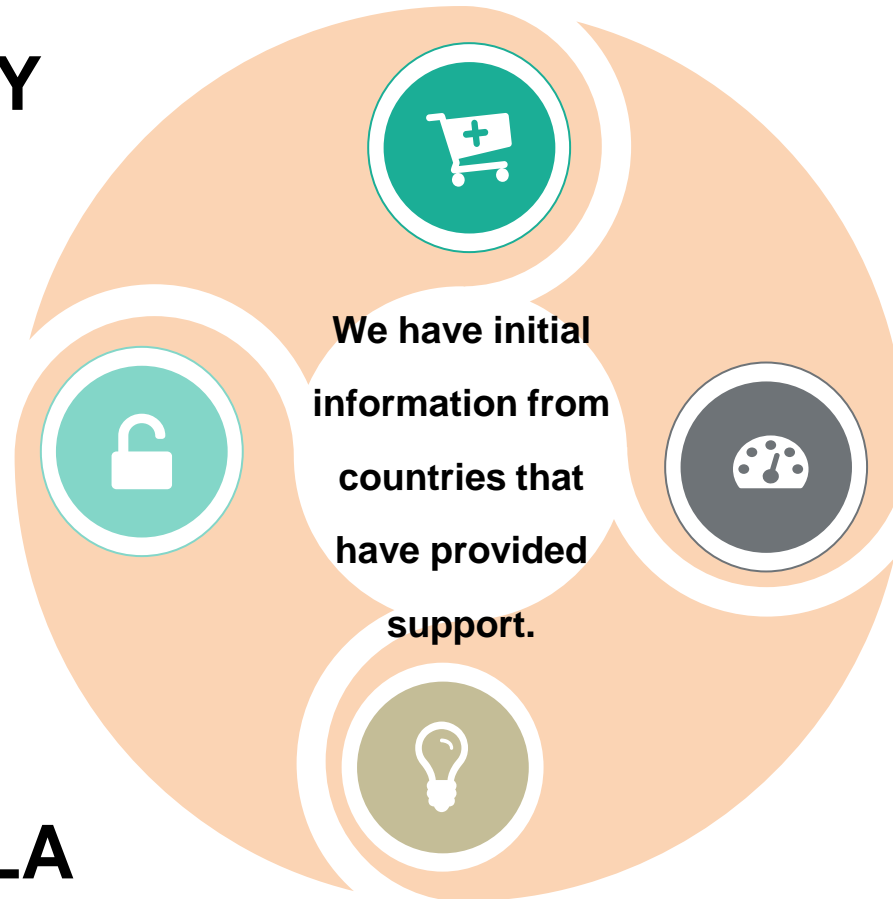 Y
We have initial
information from
countries that
have provided
support.
LA